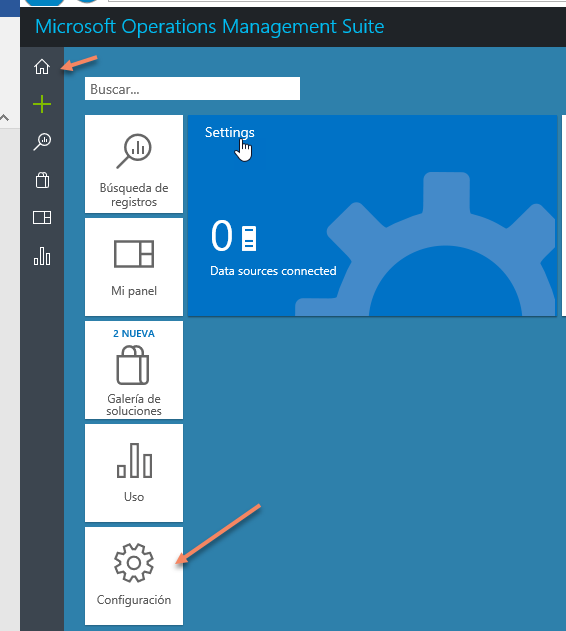 Microsoft Operations Management Suite
Buscar...
Búsqueda de
registros
Settings
0
Data sources connected
Mi panel
2 NUEVA
Galería de
soluciones
Uso
Configuración